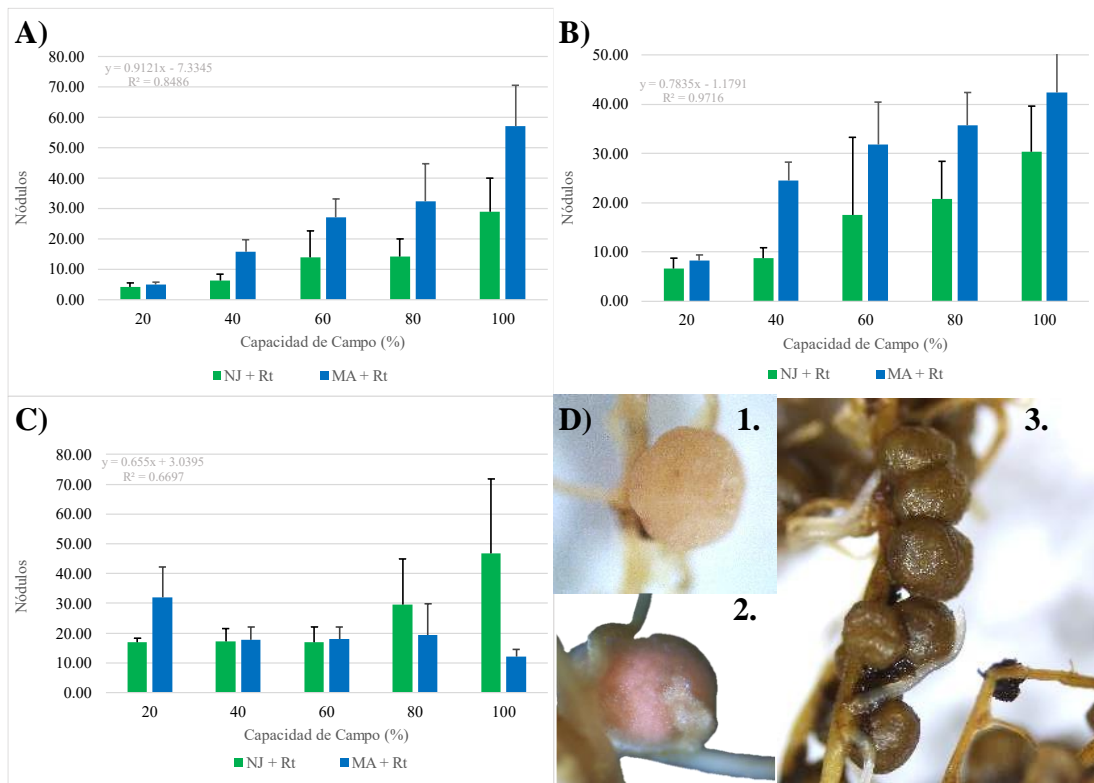 A)
y = 0.9121x - 7.3345
R² = 0.8486
80.00
70.00
60.00
50.00
40.00
30.00
20.00
10.00
0.00
Nódulos
20 40 60 80 100
Capacidad de Campo (%)
NJ + Rt MA + Rt
B)
y = 0.7835x - 1.1791
R² = 0.9716
50.00
40.00
30.00
20.00
10.00
0.00
Nódulos
20 40 60 80 100
Capacidad de Campo (%)
NJ + Rt MA + Rt
C)
y = 0.655x + 3.0395
R² = 0.6697
80.00
70.00
60.00
50.00
40.00
30.00
20.00
10.00
0.00
Nódulos
20 40 60 80 100
Capacidad de Campo (%)
NJ + Rt MA + Rt
D) 1.
2.
3.